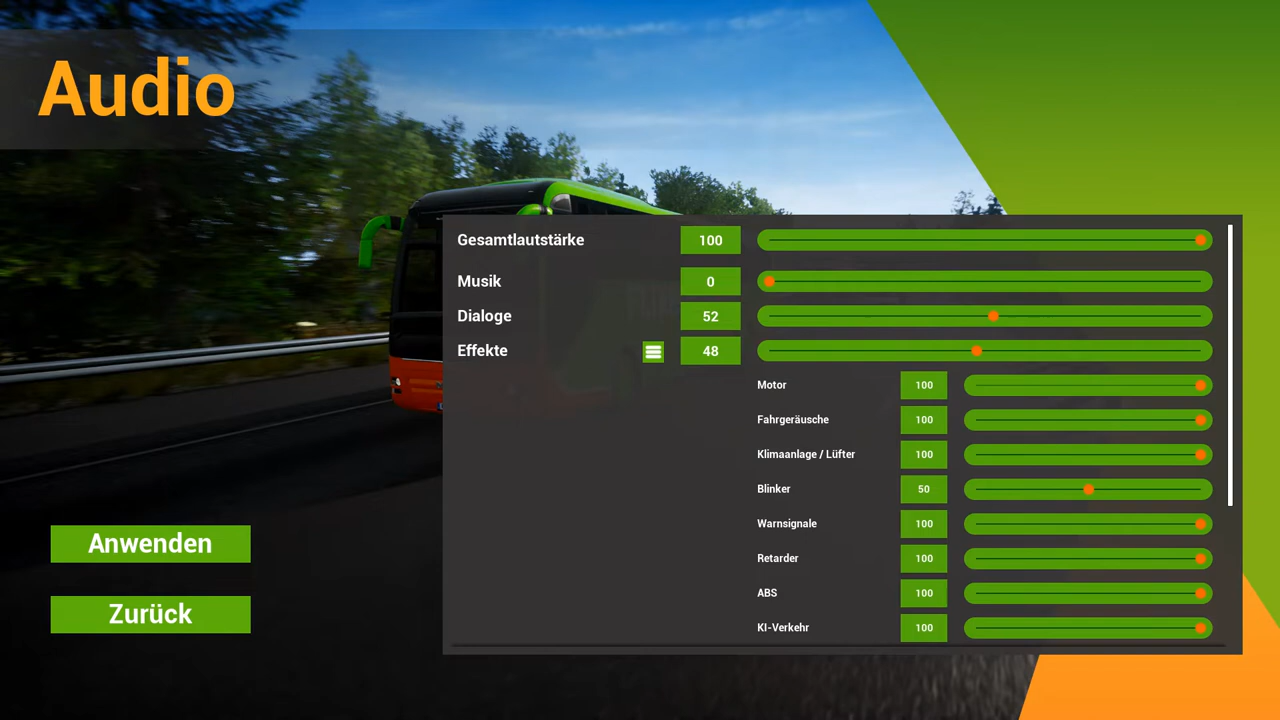 Audio
Gesamtlautstärke 100
Musik 0
Dialoge 52
Effekte 48
Motor 100
Fahrgeräusche 100
Klimaanlage / Lüfter 100
Blinker 50
Warnsignale 100
Retarder 100
ABS 100
KI-Verkehr 100
Anwenden
Zurück